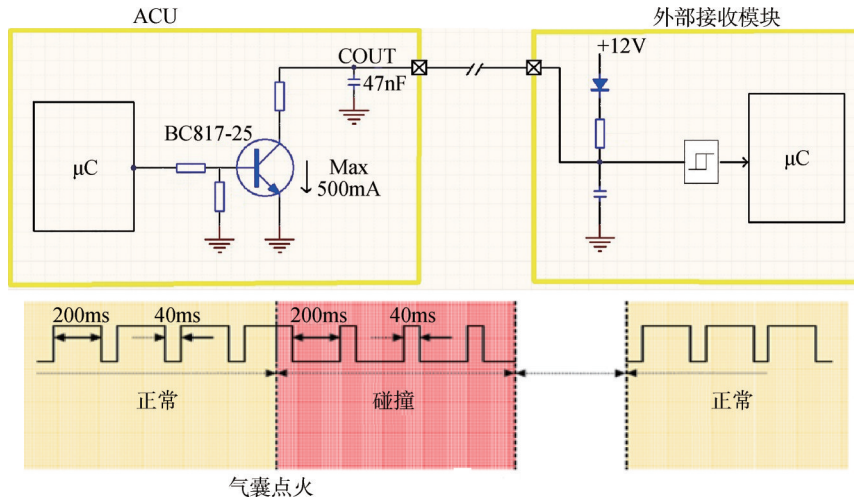 ACU
外部接收模块
COUT
+12V
47nF
BC817-25
μC
Max
500mA
μC
200ms
40ms
200ms
40ms
正常
碰撞
正常
气囊点火